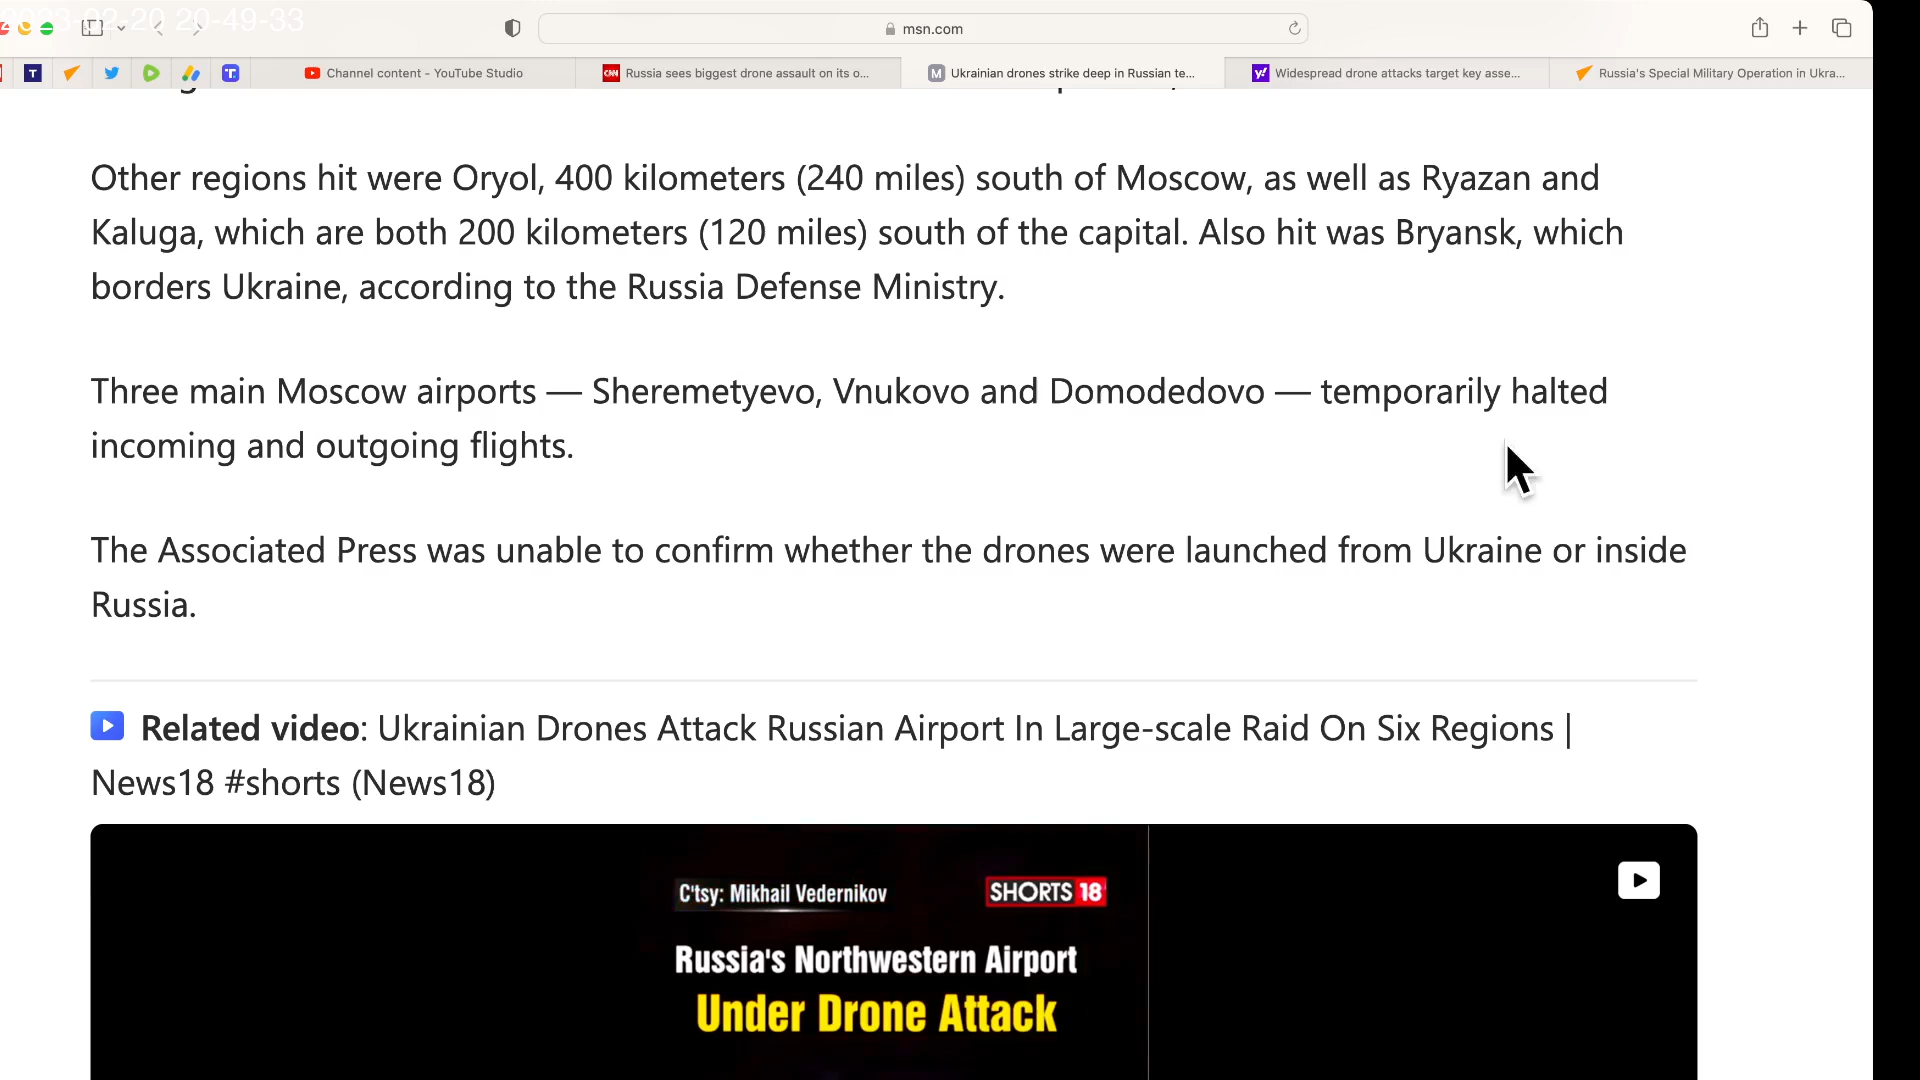 2023-02-20 20-49-33
msn.com
Channel content - YouTube Studio
CNN Russia sees biggest drone assault on its o...
M Ukrainian drones strike deep in Russian te...
y! Widespread drone attacks target key asse...
Russia's Special Military Operation in Ukra...
Other regions hit were Oryol, 400 kilometers (240 miles) south of Moscow, as well as Ryazan and
Kaluga, which are both 200 kilometers (120 miles) south of the capital. Also hit was Bryansk, which
borders Ukraine, according to the Russia Defense Ministry.
Three main Moscow airports — Sheremetyevo, Vnukovo and Domodedovo — temporarily halted
incoming and outgoing flights.
The Associated Press was unable to confirm whether the drones were launched from Ukraine or inside
Russia.
Related video: Ukrainian Drones Attack Russian Airport In Large-scale Raid On Six Regions |
News18 #shorts (News18)
C'tsy: Mikhail Vedernikov
SHORTS 18
Russia's Northwestern Airport
Under Drone Attack